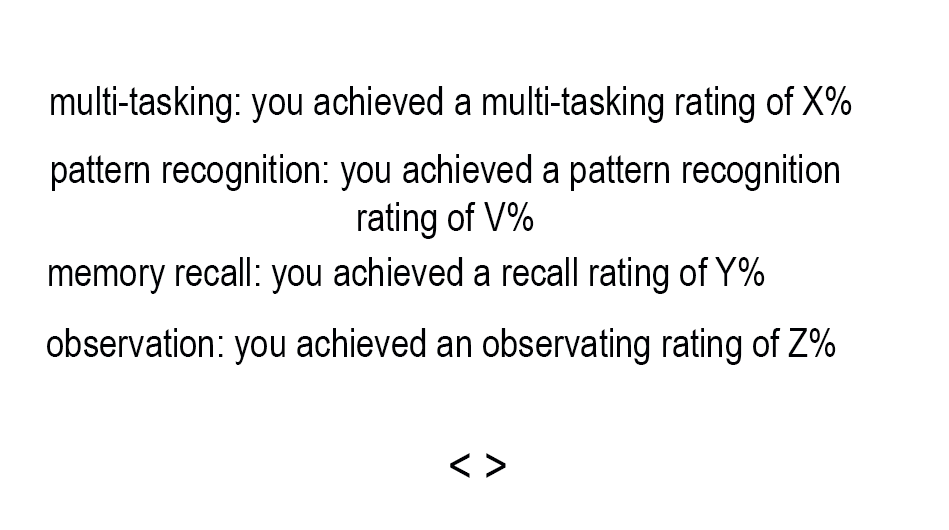 multi-tasking: you achieved a multi-tasking rating of X%
pattern recognition: you achieved a pattern recognition
rating of V%
memory recall: you achieved a recall rating of Y%
observation: you achieved an observating rating of Z%
< >